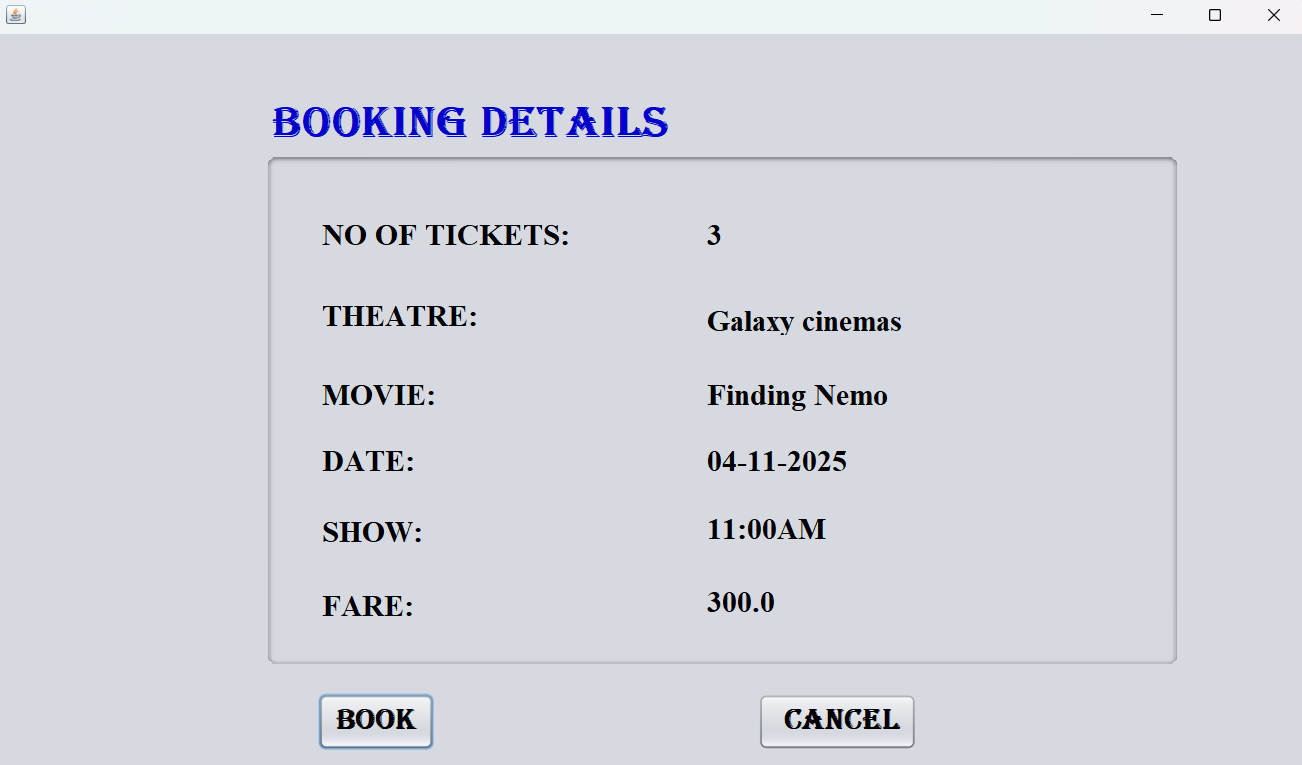 BOOKING DETAILS
NO OF TICKETS: 3
THEATRE: Galaxy cinemas
MOVIE: Finding Nemo
DATE: 04-11-2025
SHOW: 11:00AM
FARE: 300.0
BOOK CANCEL